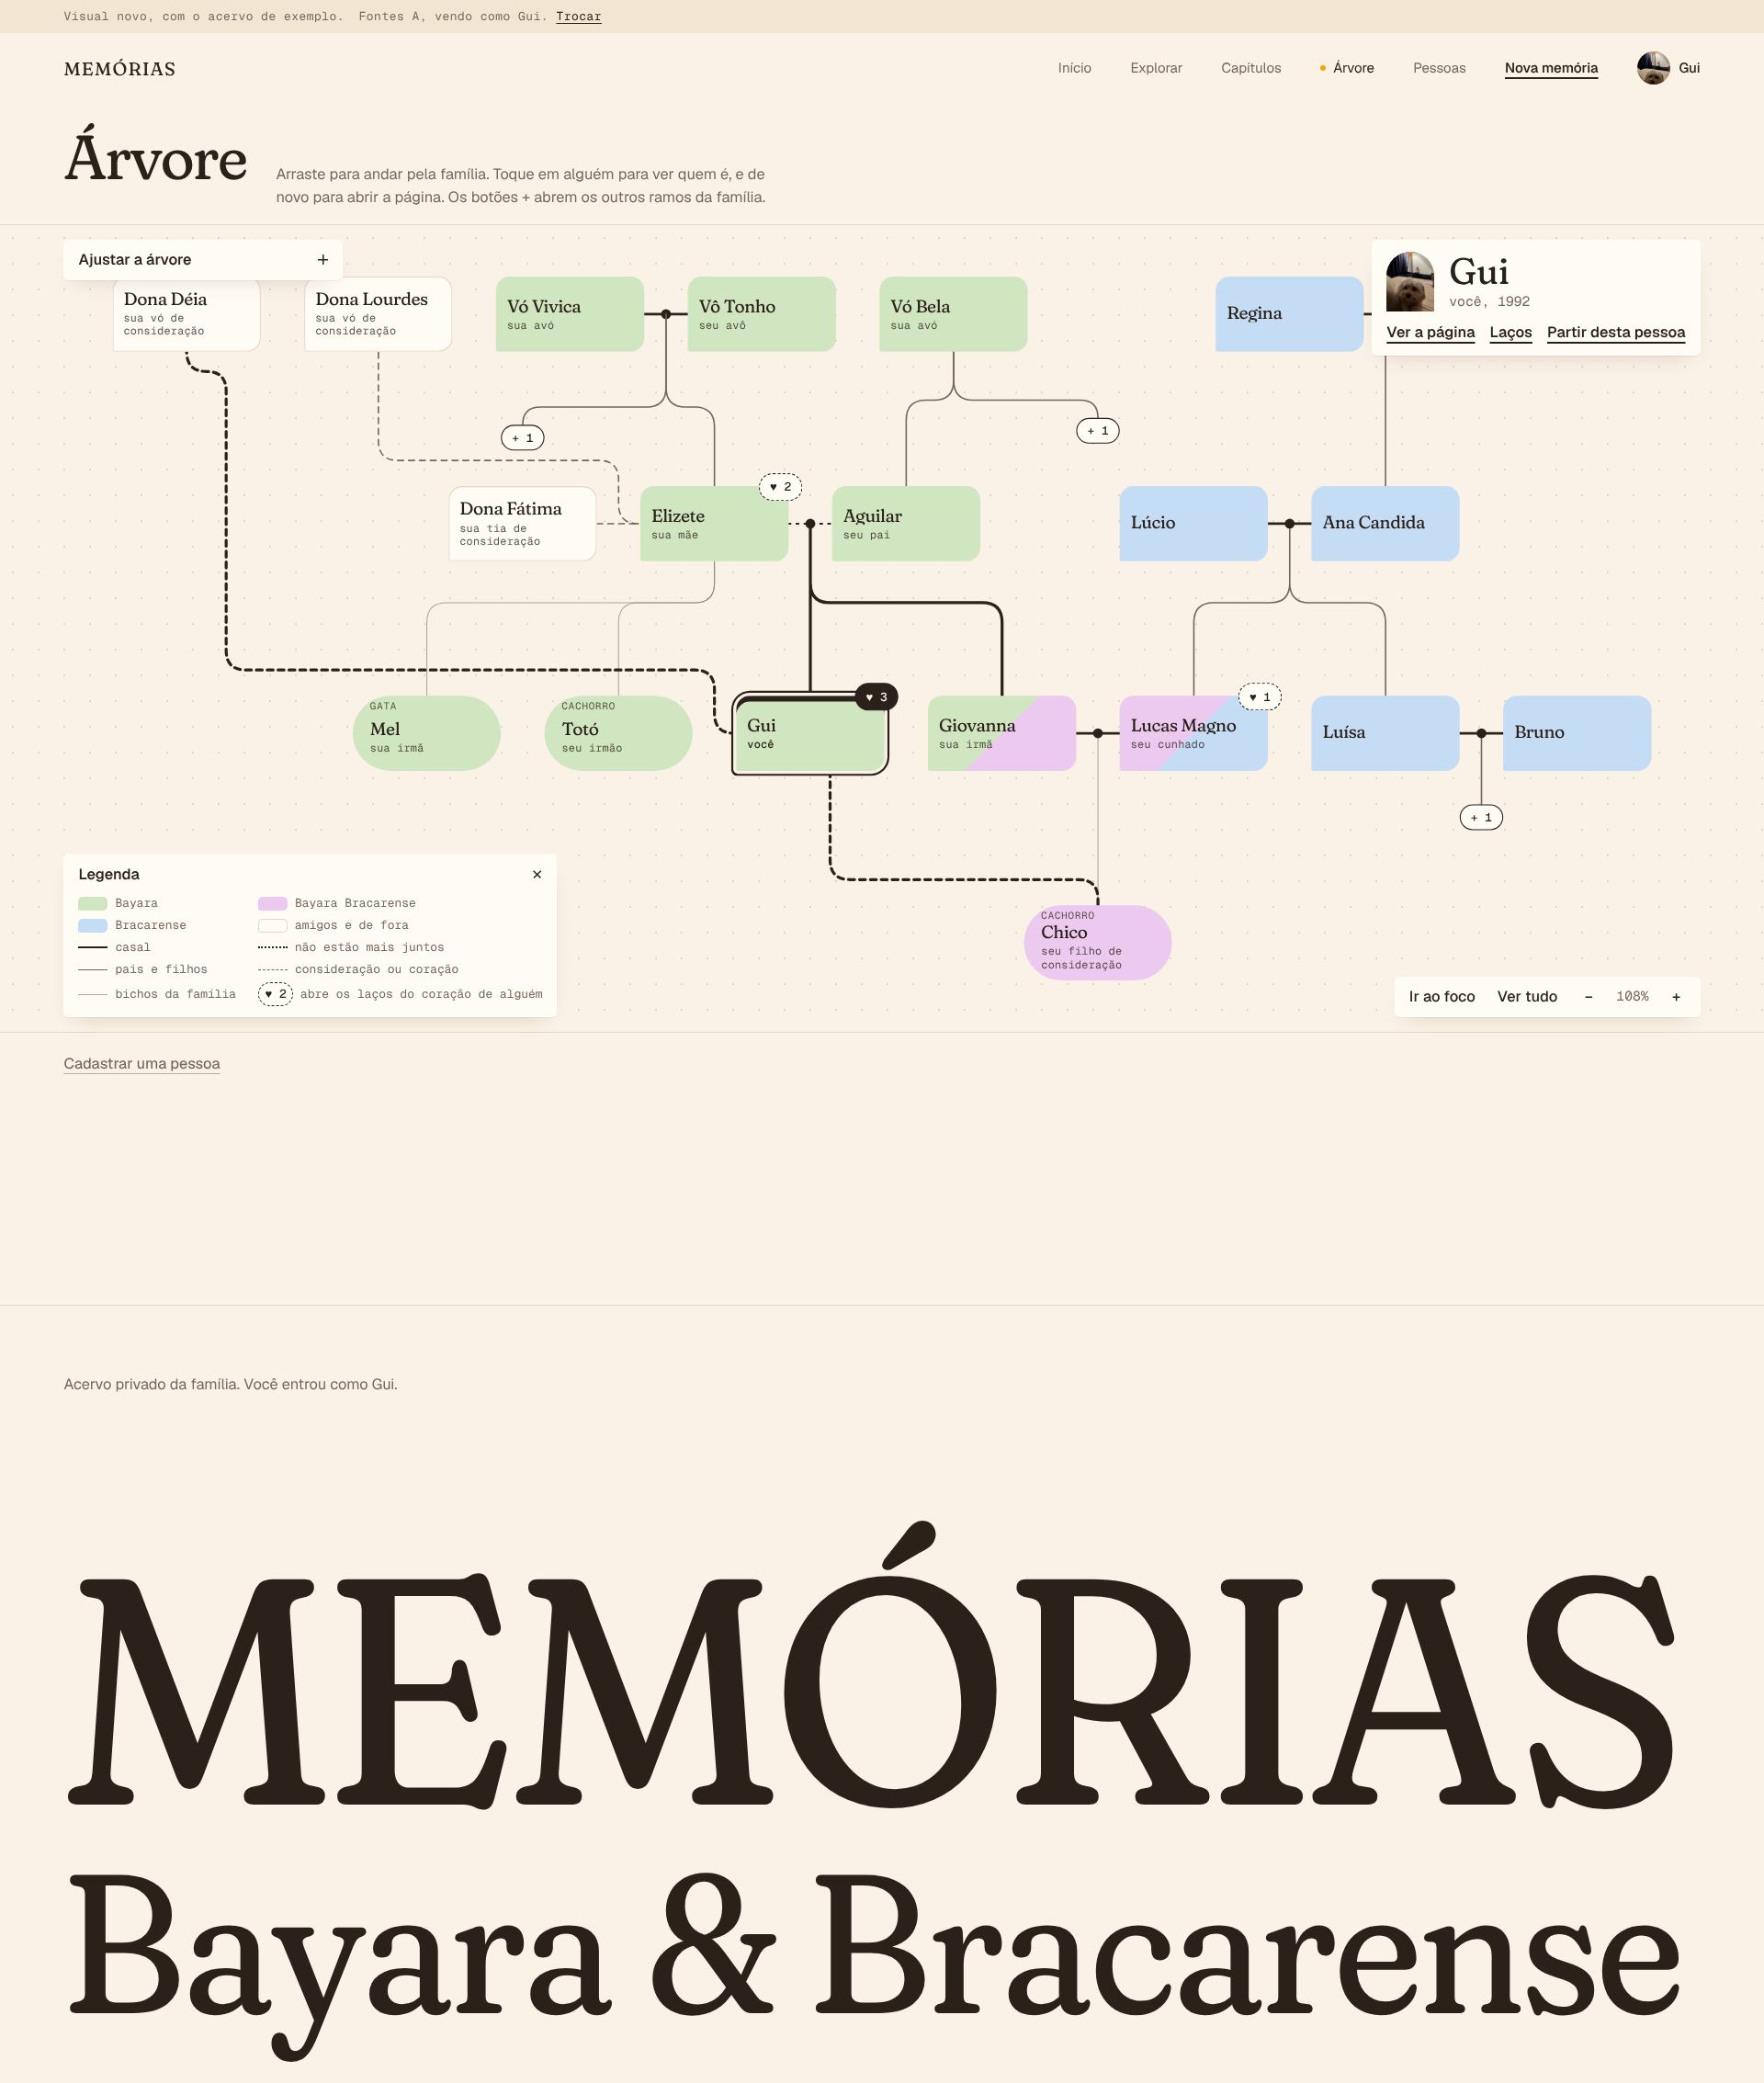 Visual novo, com o acervo de exemplo. Fontes A, vendo como Gui. Trocar
MEMÓRIAS
Início
Explorar
Capítulos
Árvore
Pessoas
Nova memória
Gui
Árvore
Arraste para andar pela família. Toque em alguém para ver quem é, e de
novo para abrir a página. Os botões + abrem os outros ramos da família.
Ajustar a árvore +
Gui
você, 1992
Ver a página Laços Partir desta pessoa
Dona Déia
sua vó de
consideração
Dona Lourdes
sua vó de
consideração
Vó Vivica
sua avó
Vô Tonho
seu avô
Vó Bela
sua avó
Regina
+ 1
+ 1
Dona Fátima
sua tia de
consideração
Elizete
sua mãe
♥ 2
Aguilar
seu pai
Lúcio
Ana Candida
GATA
Mel
sua irmã
CACHORRO
Totó
seu irmão
Gui
você
♥ 3
Giovanna
sua irmã
Lucas Magno
seu cunhado
♥ 1
Luísa
Bruno
+ 1
CACHORRO
Chico
seu filho de
consideração
Legenda ×
Bayara
Bayara Bracarense
Bracarense
amigos e de fora
casal
não estão mais juntos
pais e filhos
consideração ou coração
bichos da família
♥ 2 abre os laços do coração de alguém
Ir ao foco Ver tudo − 108% +
Cadastrar uma pessoa
Acervo privado da família. Você entrou como Gui.
MEMÓRIAS
Bayara & Bracarense